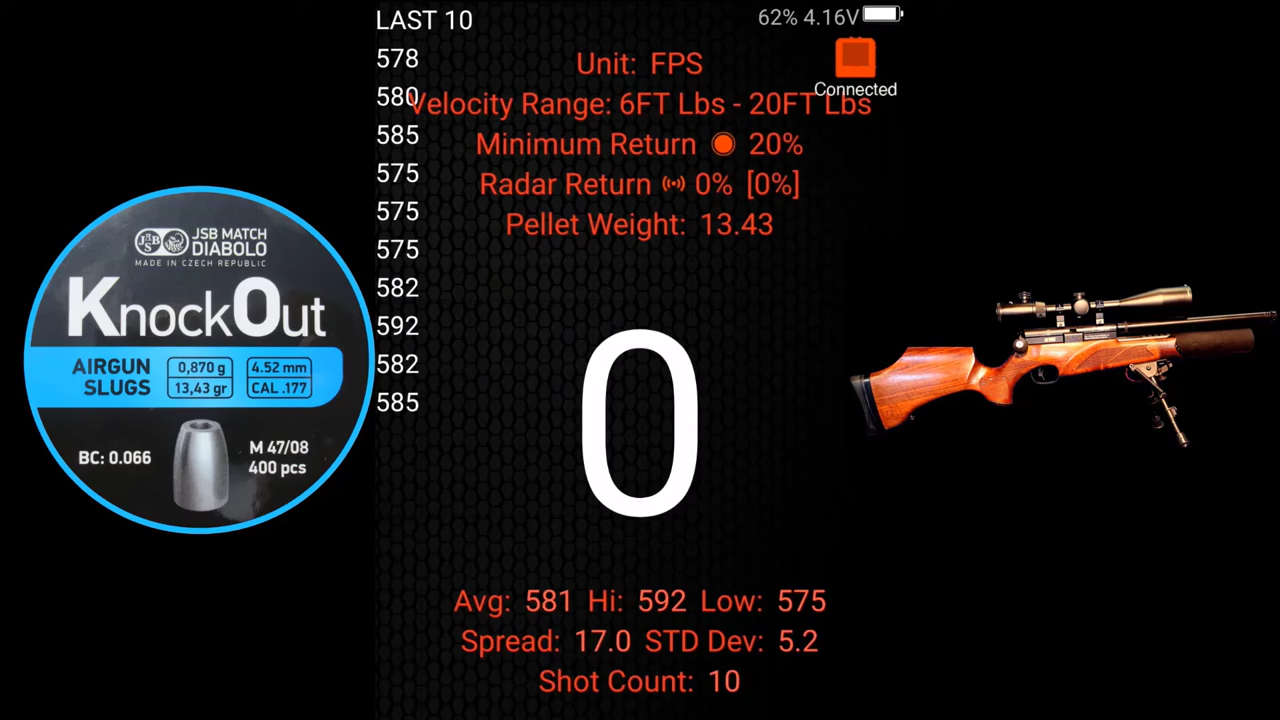 JSB MATCH
DIABOLO
MADE IN CZECH REPUBLIC
KnockOut
AIRGUN
SLUGS
0,870 g
13,43 gr
4.52 mm
CAL .177
BC: 0.066
M 47/08
400 pcs
LAST 10
578
580
585
575
575
575
582
592
582
585
62% 4.16V
Connected
Unit: FPS
Velocity Range: 6FT Lbs - 20FT Lbs
Minimum Return 20%
Radar Return 0% [0%]
Pellet Weight: 13.43
0
Avg: 581 Hi: 592 Low: 575
Spread: 17.0 STD Dev: 5.2
Shot Count: 10